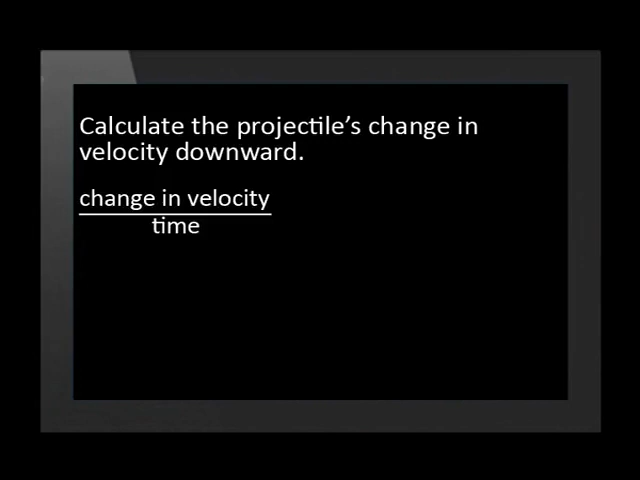 Calculate the projectile’s change in
velocity downward.
change in velocity
time